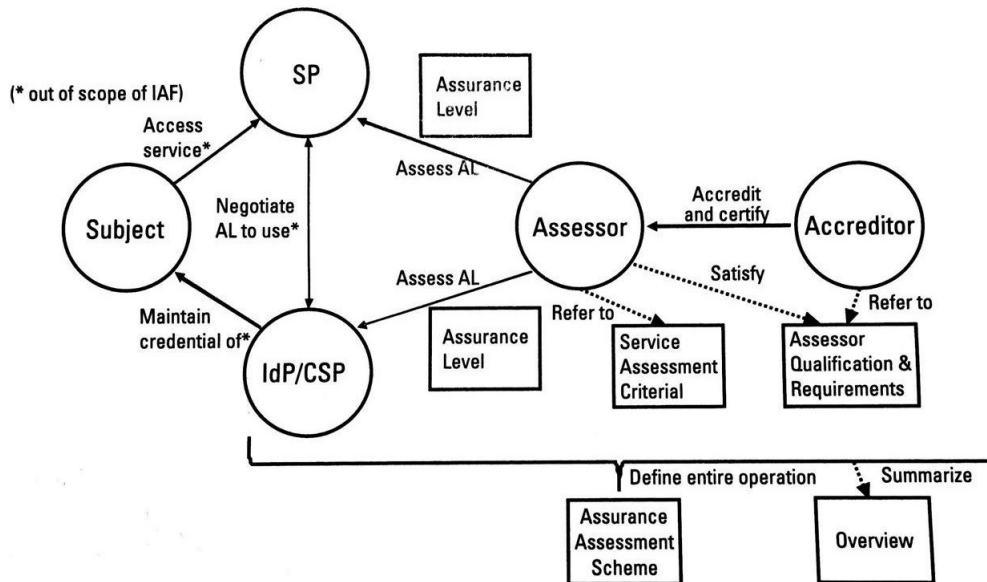 SP
(* out of scope of IAF)
Assurance
Level
Access
service*
Assess AL
Accredit
and certify
Subject
Negotiate
AL to use*
Assessor
Accreditor
Assess AL
Satisfy
Maintain
credential of*
Refer to
Refer to
IdP/CSP
Assurance
Level
Service
Assessment
Criterial
Assessor
Qualification &
Requirements
Define entire operation
Summarize
Assurance
Assessment
Scheme
Overview